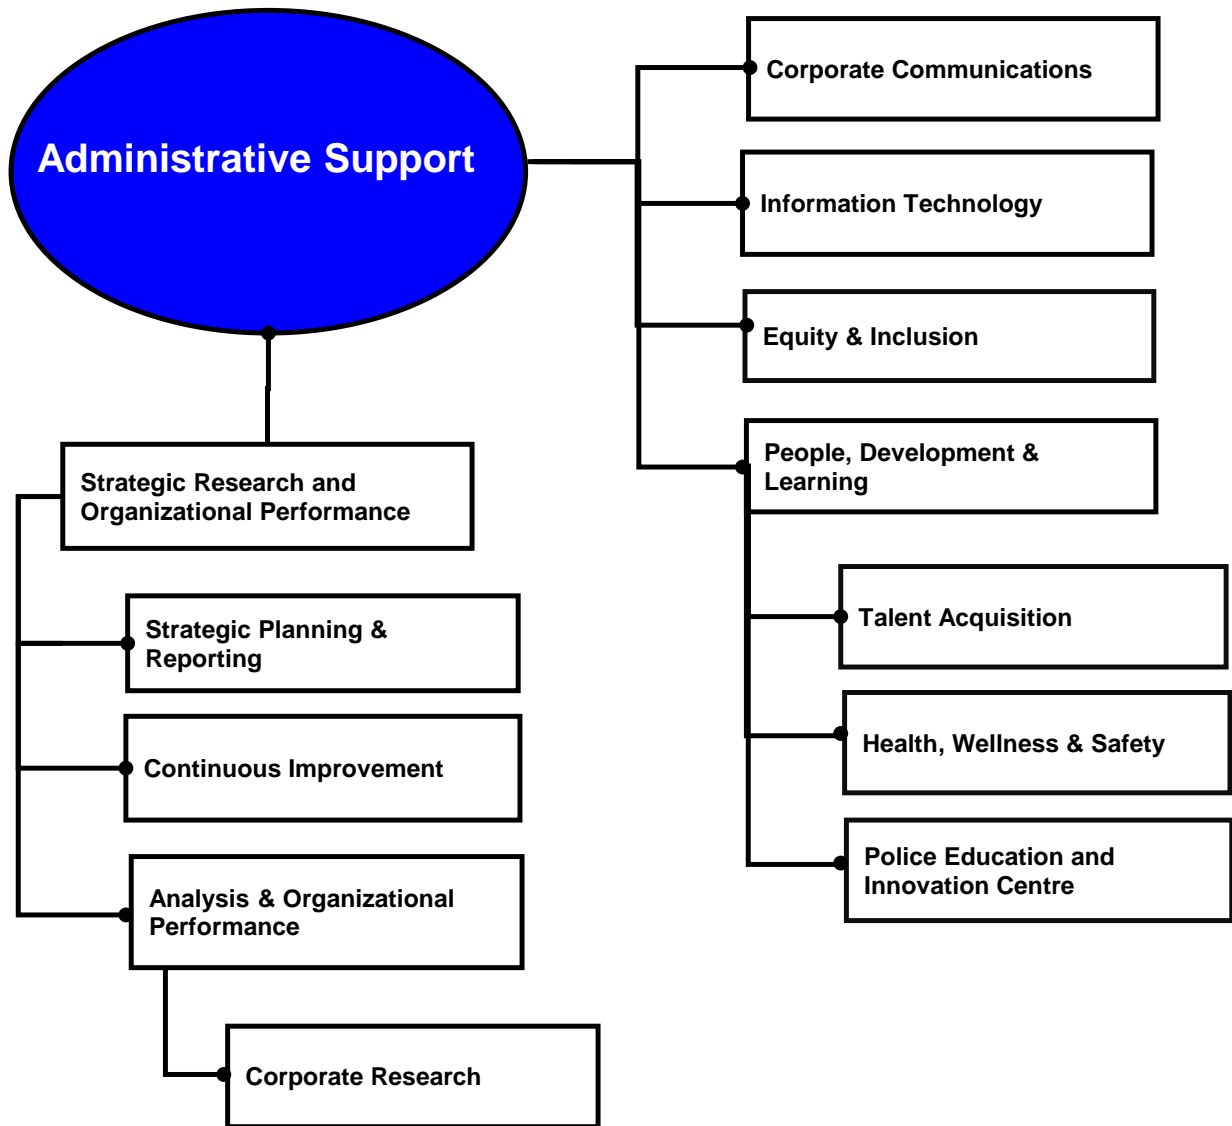 Administrative Support
Corporate Communications
Information Technology
Equity & Inclusion
People, Development &
Learning
Talent Acquisition
Health, Wellness & Safety
Police Education and
Innovation Centre
Strategic Research and
Organizational Performance
Strategic Planning &
Reporting
Continuous Improvement
Analysis & Organizational
Performance
Corporate Research